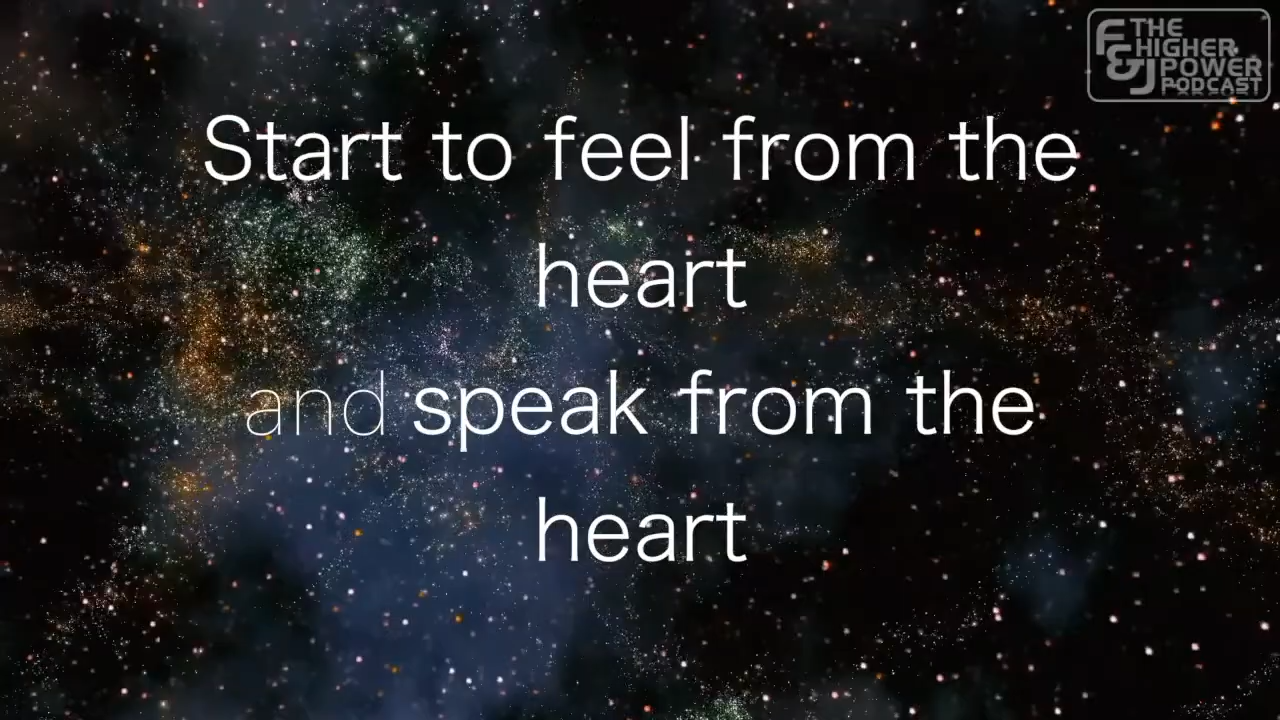 Start to feel from the
heart
and speak from the
heart
F&J
THE
HIGHER
POWER
PODCAST